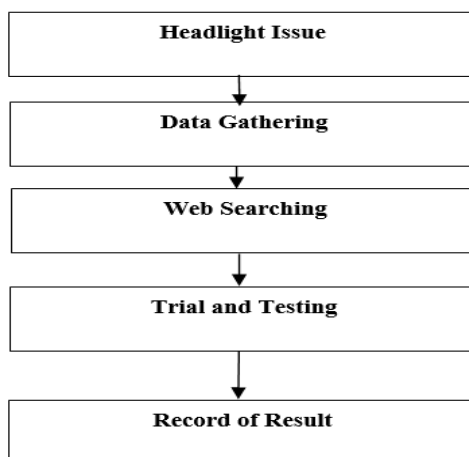 Headlight Issue
Data Gathering
Web Searching
Trial and Testing
Record of Result